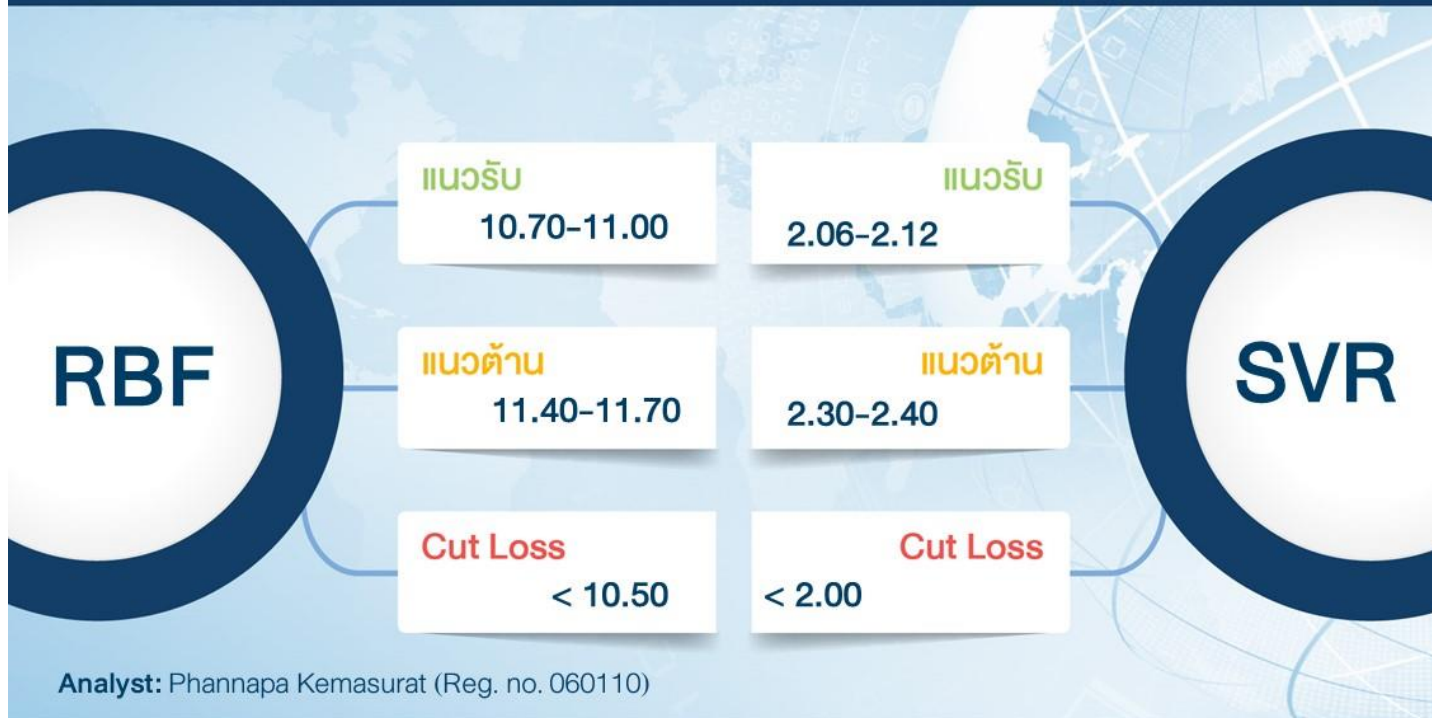 RBF
แนวรับ
10.70-11.00
แนวต้าน
11.40-11.70
Cut Loss
< 10.50
แนวรับ
2.06-2.12
แนวต้าน
2.30-2.40
Cut Loss
< 2.00
SVR
Analyst: Phannapa Kemasurat (Reg. no. 060110)